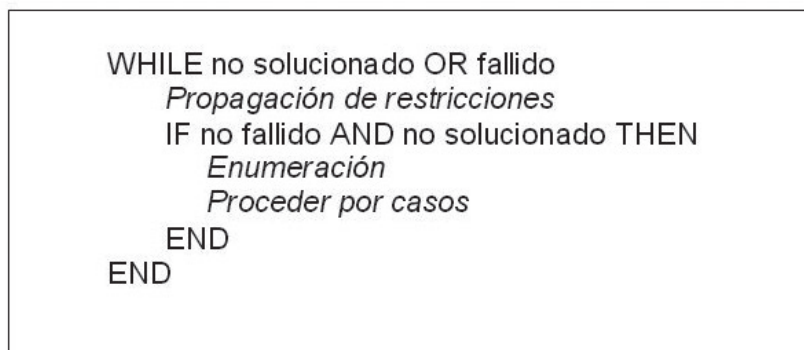 WHILE no solucionado OR fallido
Propagación de restricciones
IF no fallido AND no solucionado THEN
Enumeración
Proceder por casos
END
END